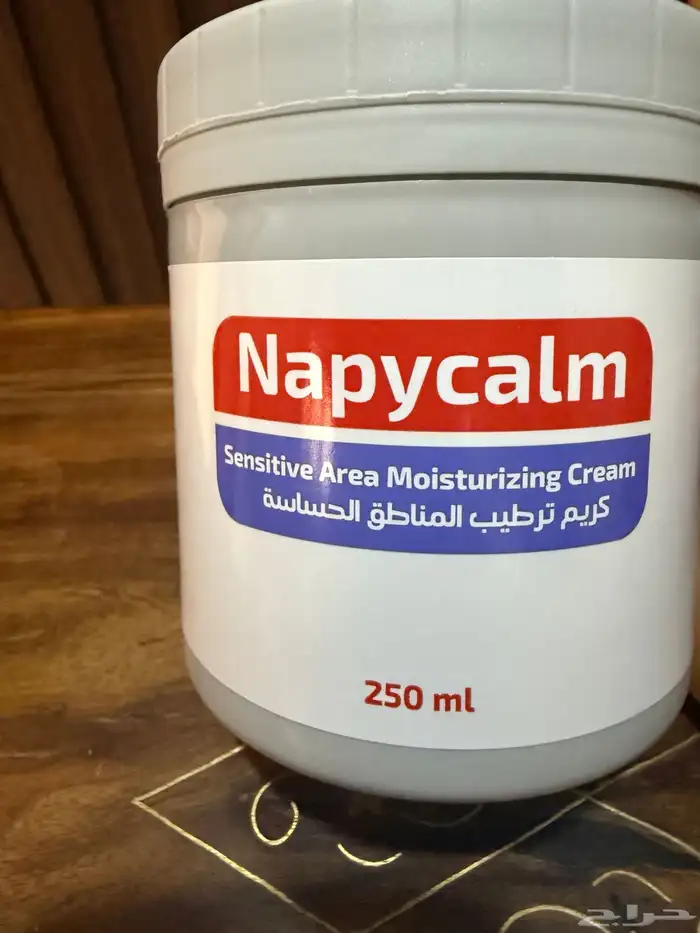 Napycalm
Sensitive Area Moisturizing Cream
كريم ترطيب المناطق الحساسة
250 ml
حراج